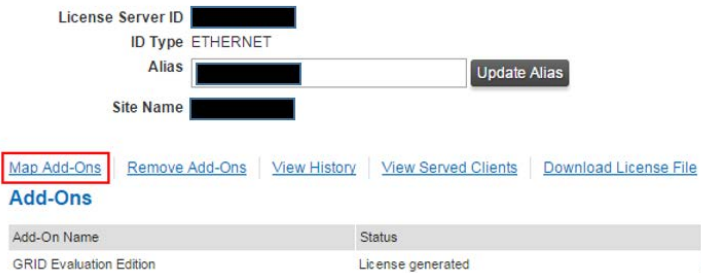 License Server ID
ID Type ETHERNET
Alias Update Alias
Site Name
Map Add-Ons Remove Add-Ons View History View Served Clients Download License File
Add-Ons
Add-On Name Status
GRID Evaluation Edition License generated